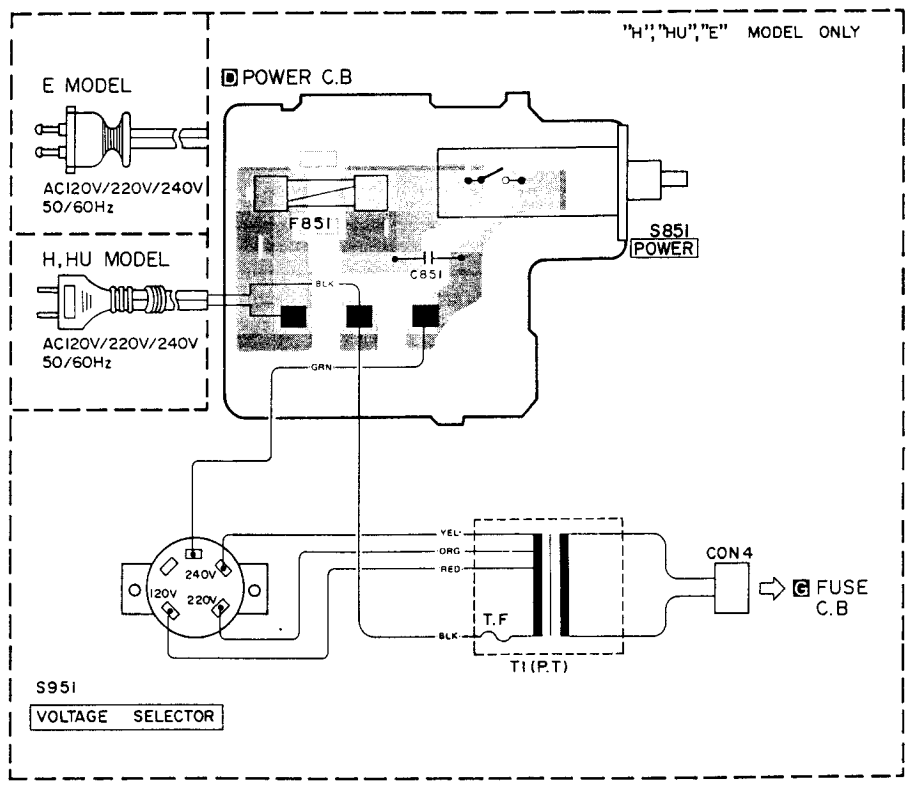 "H", "HU", "E" MODEL ONLY
E MODEL
D POWER C.B
AC120V/220V/240V
50/60Hz
F851
S851
POWER
H, HU MODEL
C851
BLK
AC120V/220V/240V
50/60Hz
GRN
YEL
ORG
RED
CON 4
240V
120V
220V
G FUSE
C.B
T.F
BLK
T1 (P.T)
S951
VOLTAGE SELECTOR